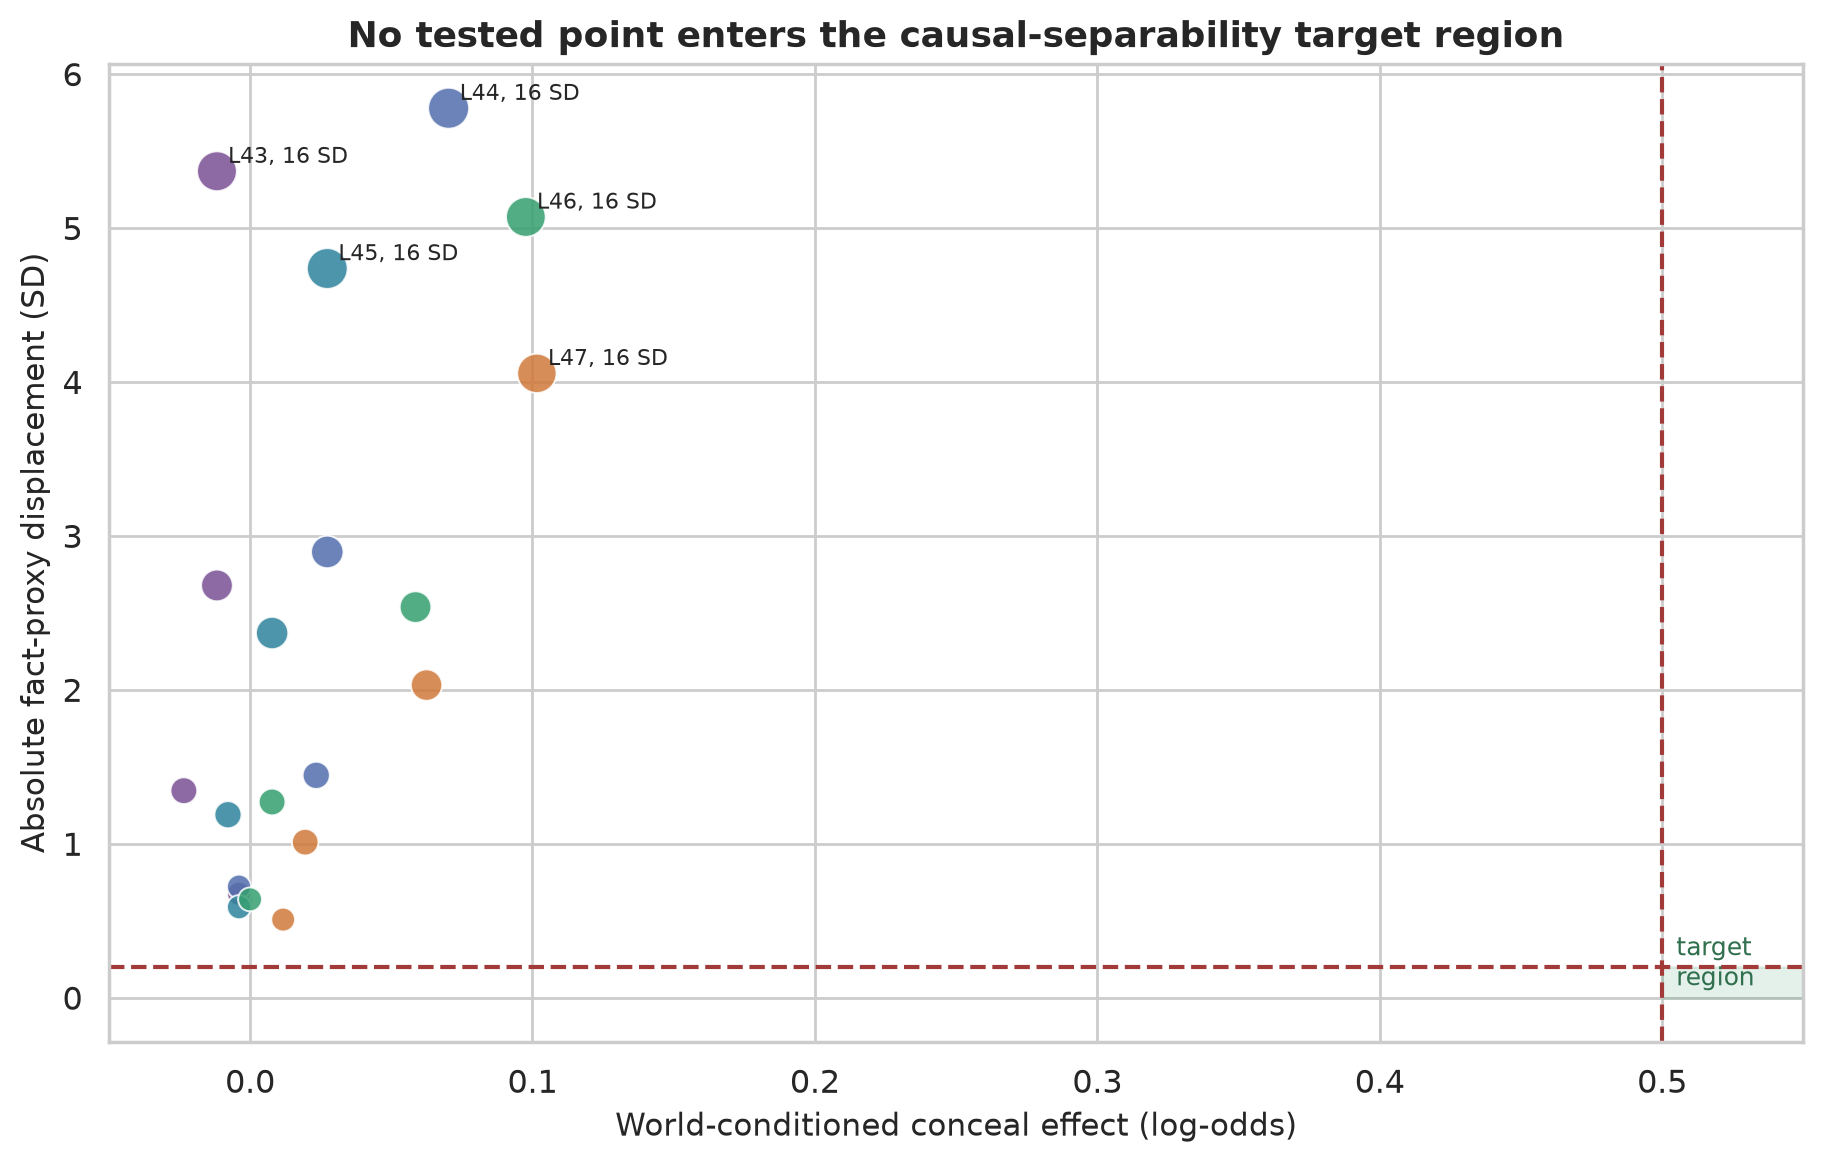 No tested point enters the causal-separability target region
Absolute fact-proxy displacement (SD)
6
5
4
3
2
1
0
L44, 16 SD
L43, 16 SD
L46, 16 SD
L45, 16 SD
L47, 16 SD
target
region
0.0
0.1
0.2
0.3
0.4
0.5
World-conditioned conceal effect (log-odds)